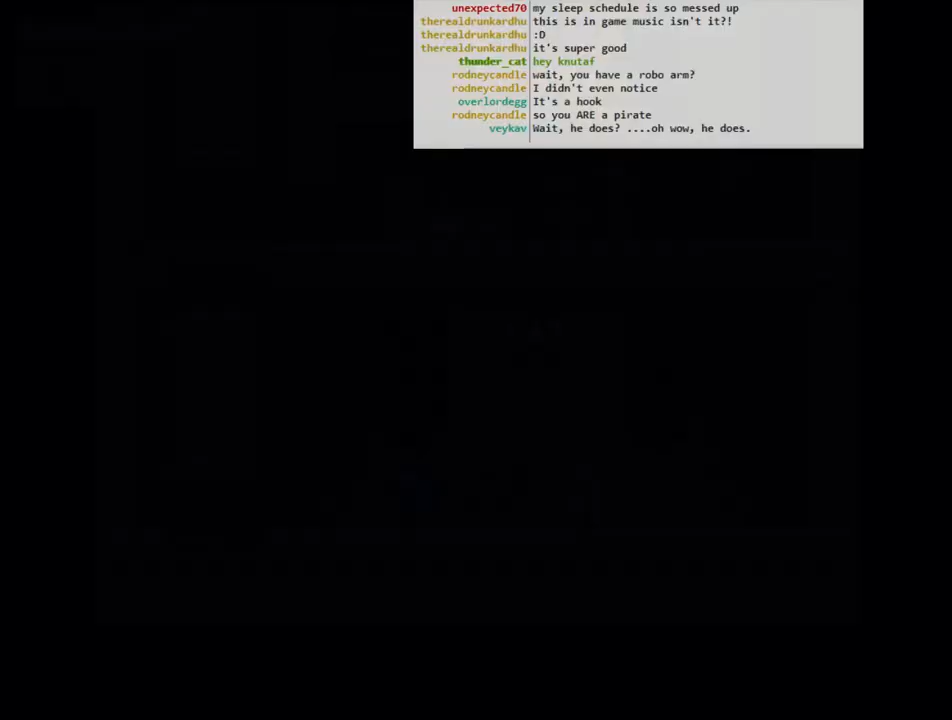 unexpected70 my sleep schedule is so messed up
therealdrunkardhu this is in game music isn't it?!
therealdrunkardhu :D
therealdrunkardhu it's super good
thunder_cat hey knutaf
rodneycandle wait, you have a robo arm?
rodneycandle I didn't even notice
overlordegg It's a hook
rodneycandle so you ARE a pirate
veykav Wait, he does? ....oh wow, he does.